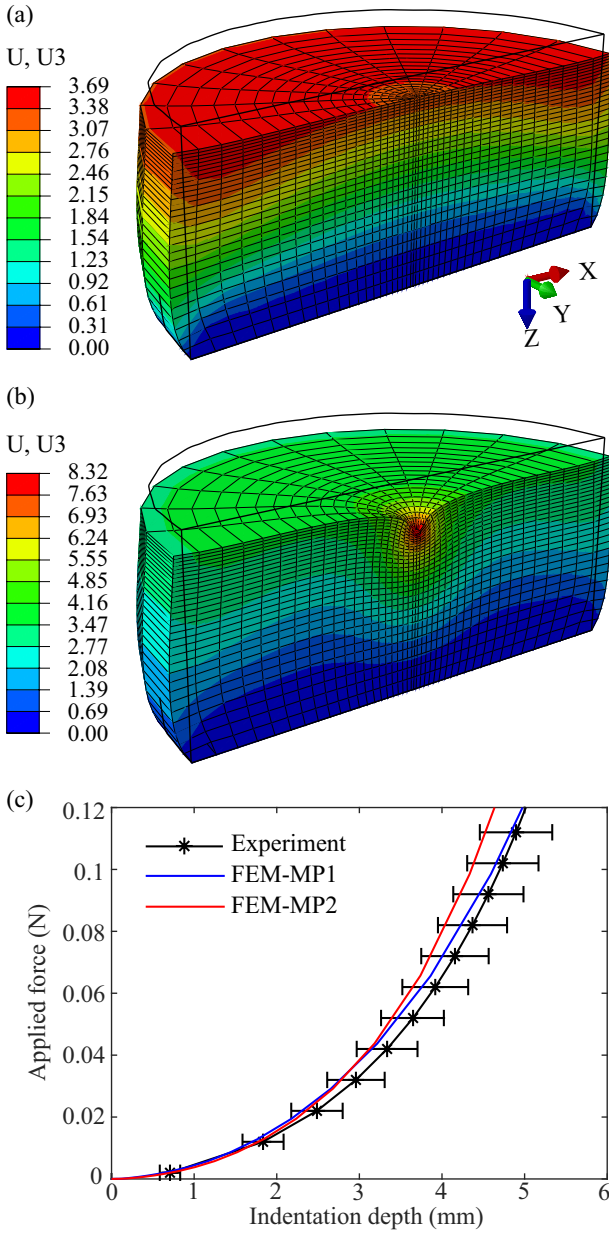 (a)
U, U3
3.69
3.38
3.07
2.76
2.46
2.15
1.84
1.54
1.23
0.92
0.61
0.31
0.00
X
Y
Z
(b)
U, U3
8.32
7.63
6.93
6.24
5.55
4.85
4.16
3.47
2.77
2.08
1.39
0.69
0.00
(c)
0.12
0.1
0.08
0.06
0.04
0.02
0
Applied force (N)
Experiment
FEM-MP1
FEM-MP2
0 1 2 3 4 5 6
Indentation depth (mm)